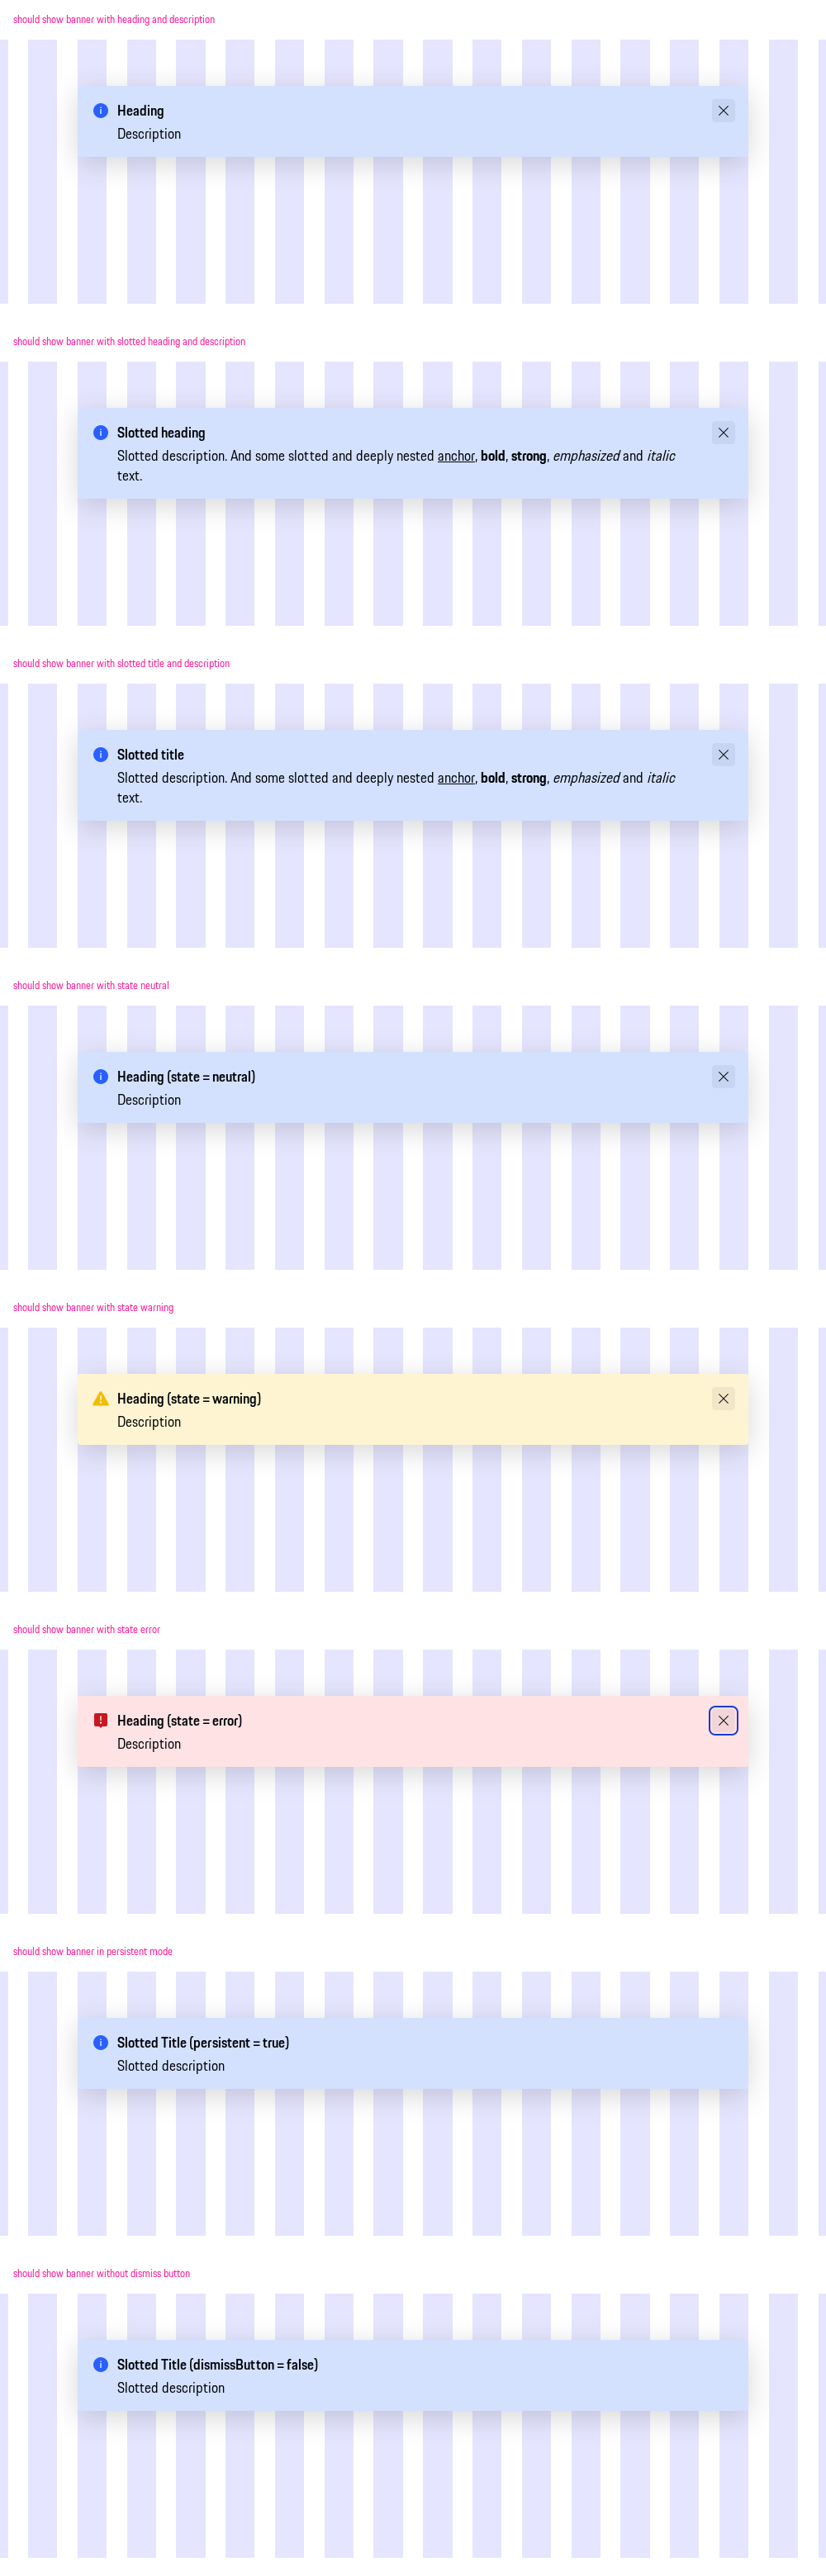 should show banner with heading and description
Heading
Description
should show banner with slotted heading and description
Slotted heading
Slotted description. And some slotted and deeply nested anchor, bold, strong, emphasized and italic
text.
should show banner with slotted title and description
Slotted title
Slotted description. And some slotted and deeply nested anchor, bold, strong, emphasized and italic
text.
should show banner with state neutral
Heading (state = neutral)
Description
should show banner with state warning
Heading (state = warning)
Description
should show banner with state error
Heading (state = error)
Description
should show banner in persistent mode
Slotted Title (persistent = true)
Slotted description
should show banner without dismiss button
Slotted Title (dismissButton = false)
Slotted description